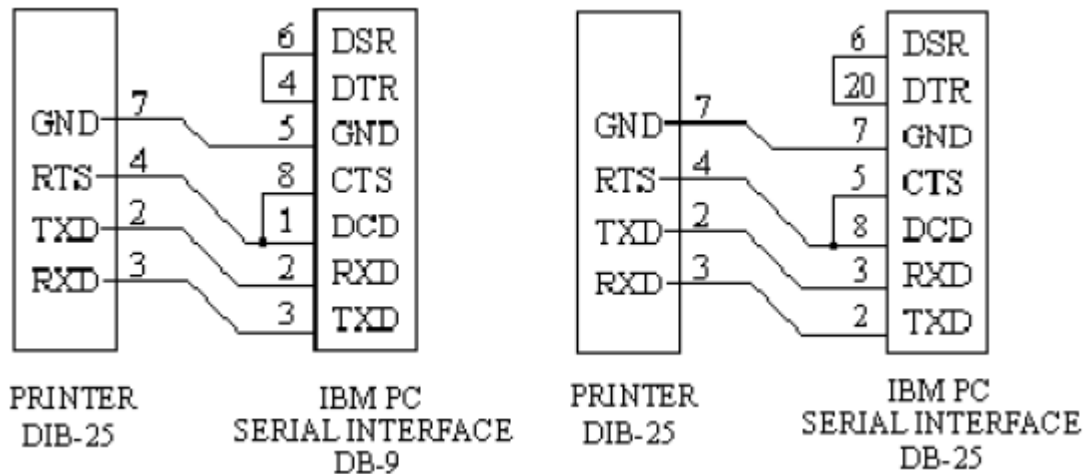 GND
RTS
TXD
RXD
7
4
2
3
6 DSR
4 DTR
5 GND
8 CTS
1 DCD
2 RXD
3 TXD
PRINTER
DIB-25
IBM PC
SERIAL INTERFACE
DB-9
GND
RTS
TXD
RXD
7
4
2
3
6 DSR
20 DTR
7 GND
5 CTS
8 DCD
3 RXD
2 TXD
PRINTER
DIB-25
IBM PC
SERIAL INTERFACE
DB-25